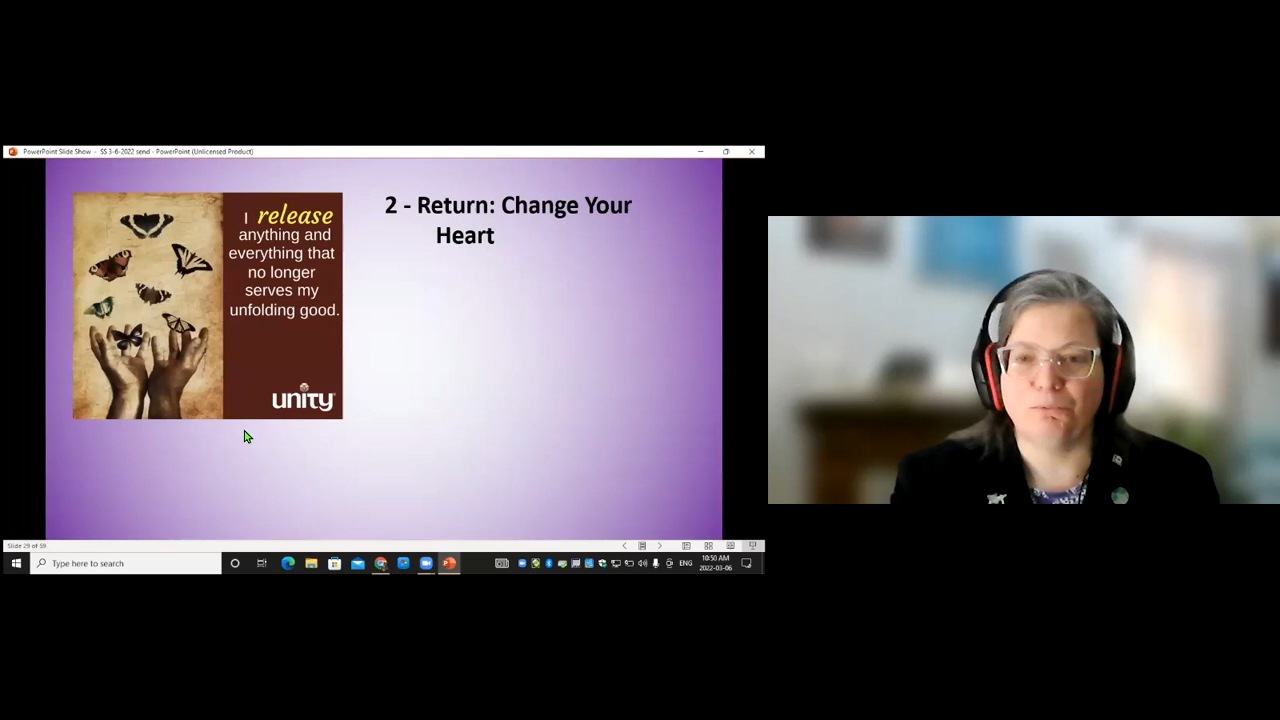 PowerPoint Slide Show - SS 3-6-2022 send - PowerPoint (Unlicensed Product)
I release
anything and
everything that
no longer
serves my
unfolding good.
unity
2 - Return: Change Your
Heart
Slide 29 of 59
Type here to search
ENG
10:50 AM
2022-03-06